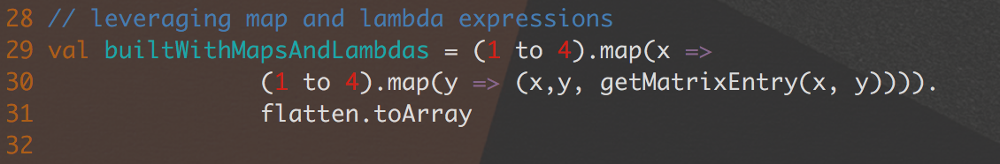 28 // leveraging map and lambda expressions
29 val builtWithMapsAndLambdas = (1 to 4).map(x =>
30 (1 to 4).map(y => (x,y, getMatrixEntry(x, y)))).
31 flatten.toArray
32